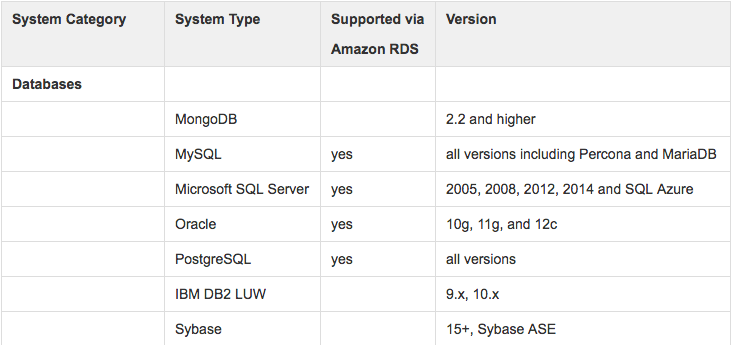 System Category System Type Supported via Amazon RDS Version
Databases
MongoDB 2.2 and higher
MySQL yes all versions including Percona and MariaDB
Microsoft SQL Server yes 2005, 2008, 2012, 2014 and SQL Azure
Oracle yes 10g, 11g, and 12c
PostgreSQL yes all versions
IBM DB2 LUW 9.x, 10.x
Sybase 15+, Sybase ASE